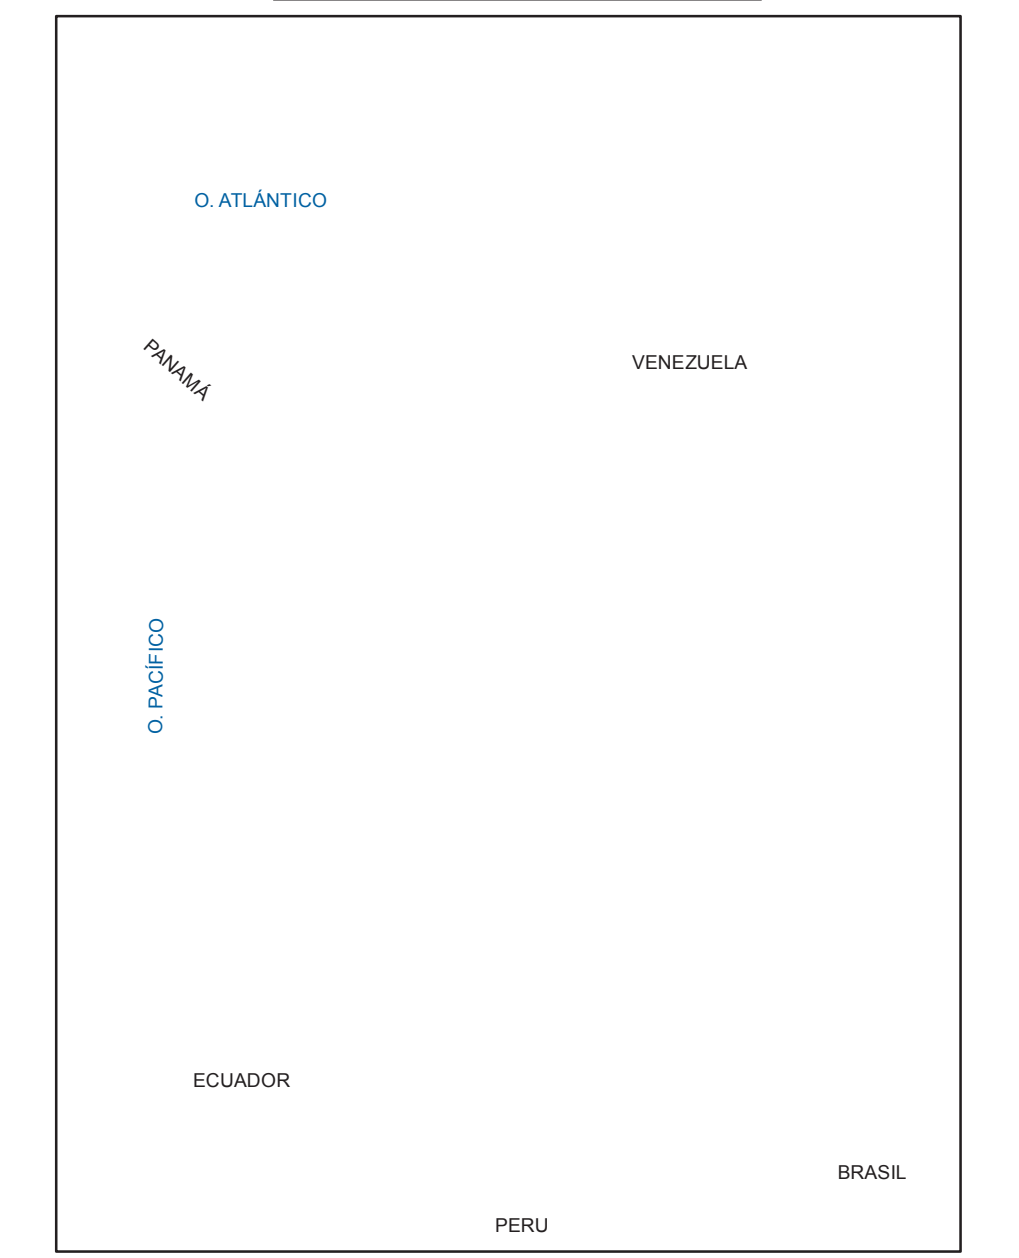 O. ATLÁNTICO
PANAMÁ
VENEZUELA
O. PACÍFICO
ECUADOR
BRASIL
PERU